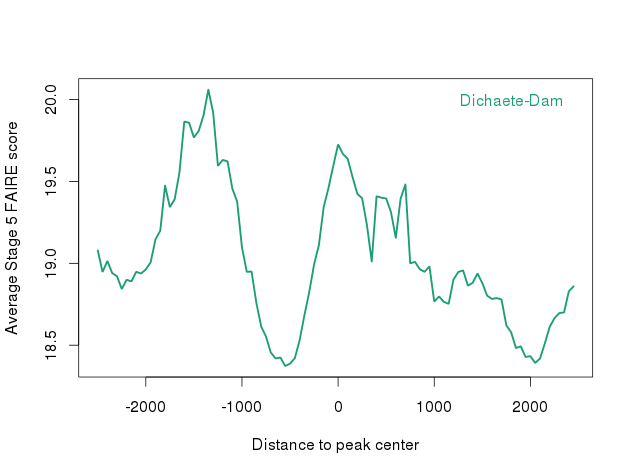 Dichaete-Dam
Average Stage 5 FAIRE score
20.0
19.5
19.0
18.5
-2000 -1000 0 1000 2000
Distance to peak center